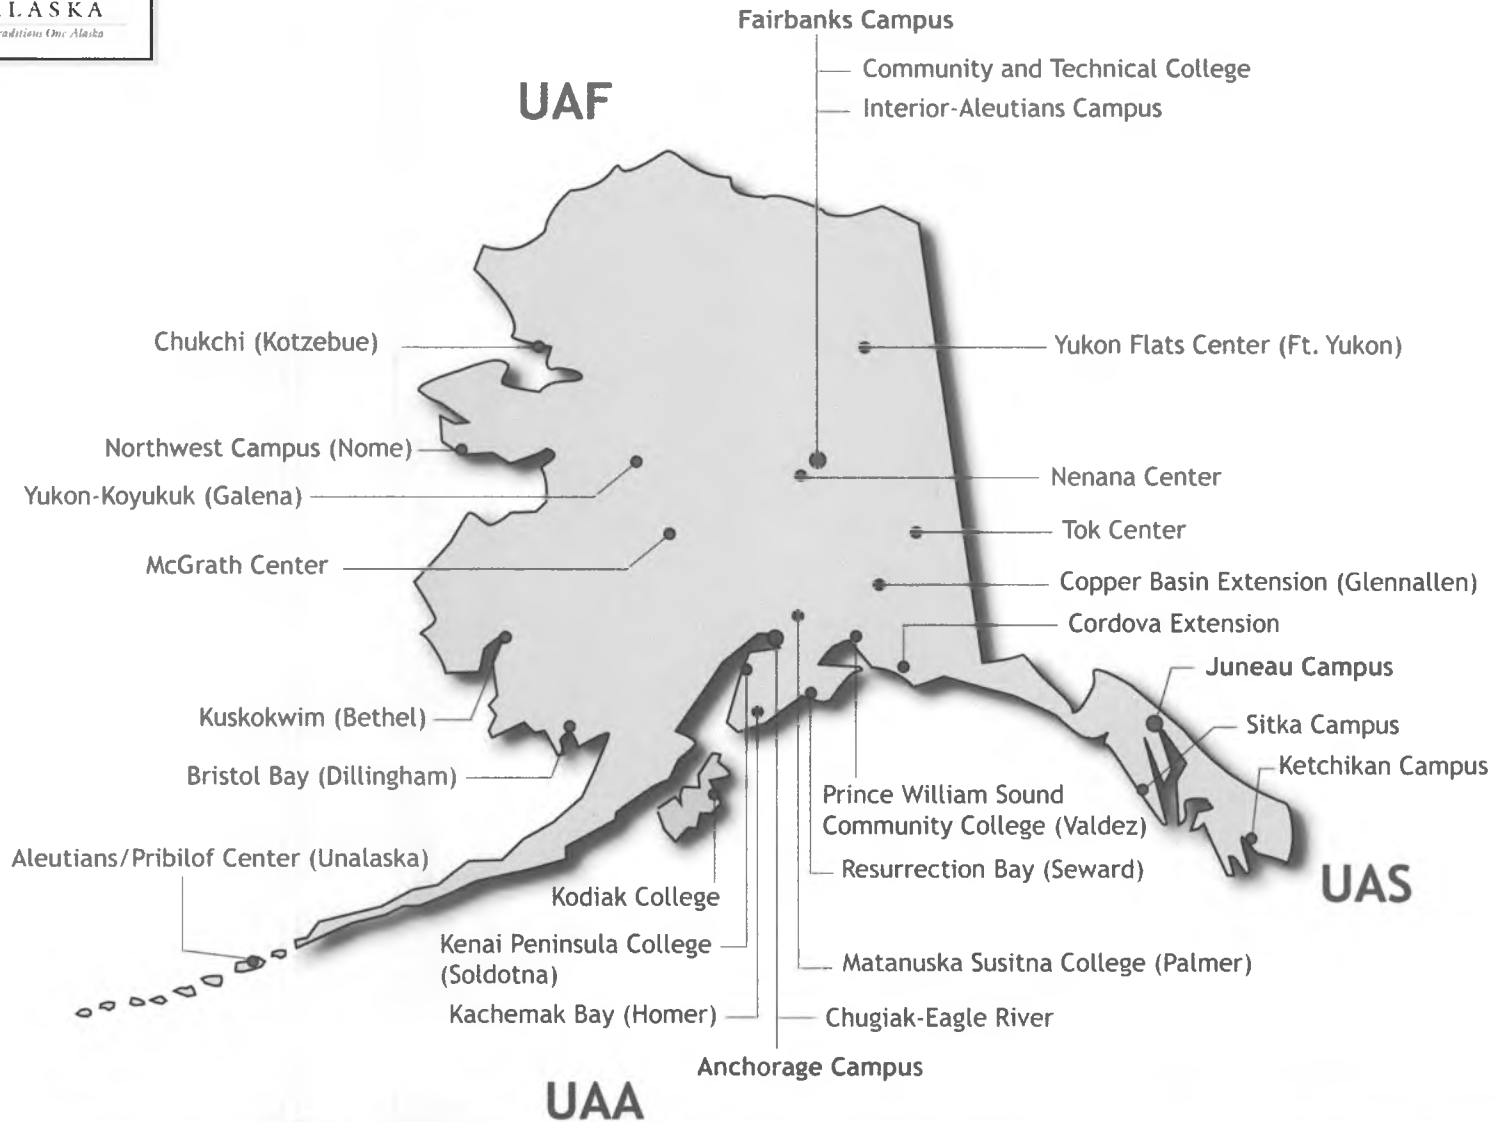 ALASKA
Traditions One Alaska
Fairbanks Campus
Community and Technical College
UAF
Interior-Aleutians Campus
Chukchi (Kotzebue)
Yukon Flats Center (Ft. Yukon)
Northwest Campus (Nome)
Yukon-Koyukuk (Galena)
Nenana Center
Tok Center
McGrath Center
Copper Basin Extension (Glennallen)
Cordova Extension
Juneau Campus
Kuskokwim (Bethel)
Sitka Campus
Bristol Bay (Dillingham)
Ketchikan Campus
Prince William Sound
Community College (Valdez)
Aleutians/Pribilof Center (Unalaska)
Resurrection Bay (Seward)
UAS
Kodiak College
Kenai Peninsula College
(Soldotna)
Matanuska Susitna College (Palmer)
Kachemak Bay (Homer)
Chugiak-Eagle River
Anchorage Campus
UAA